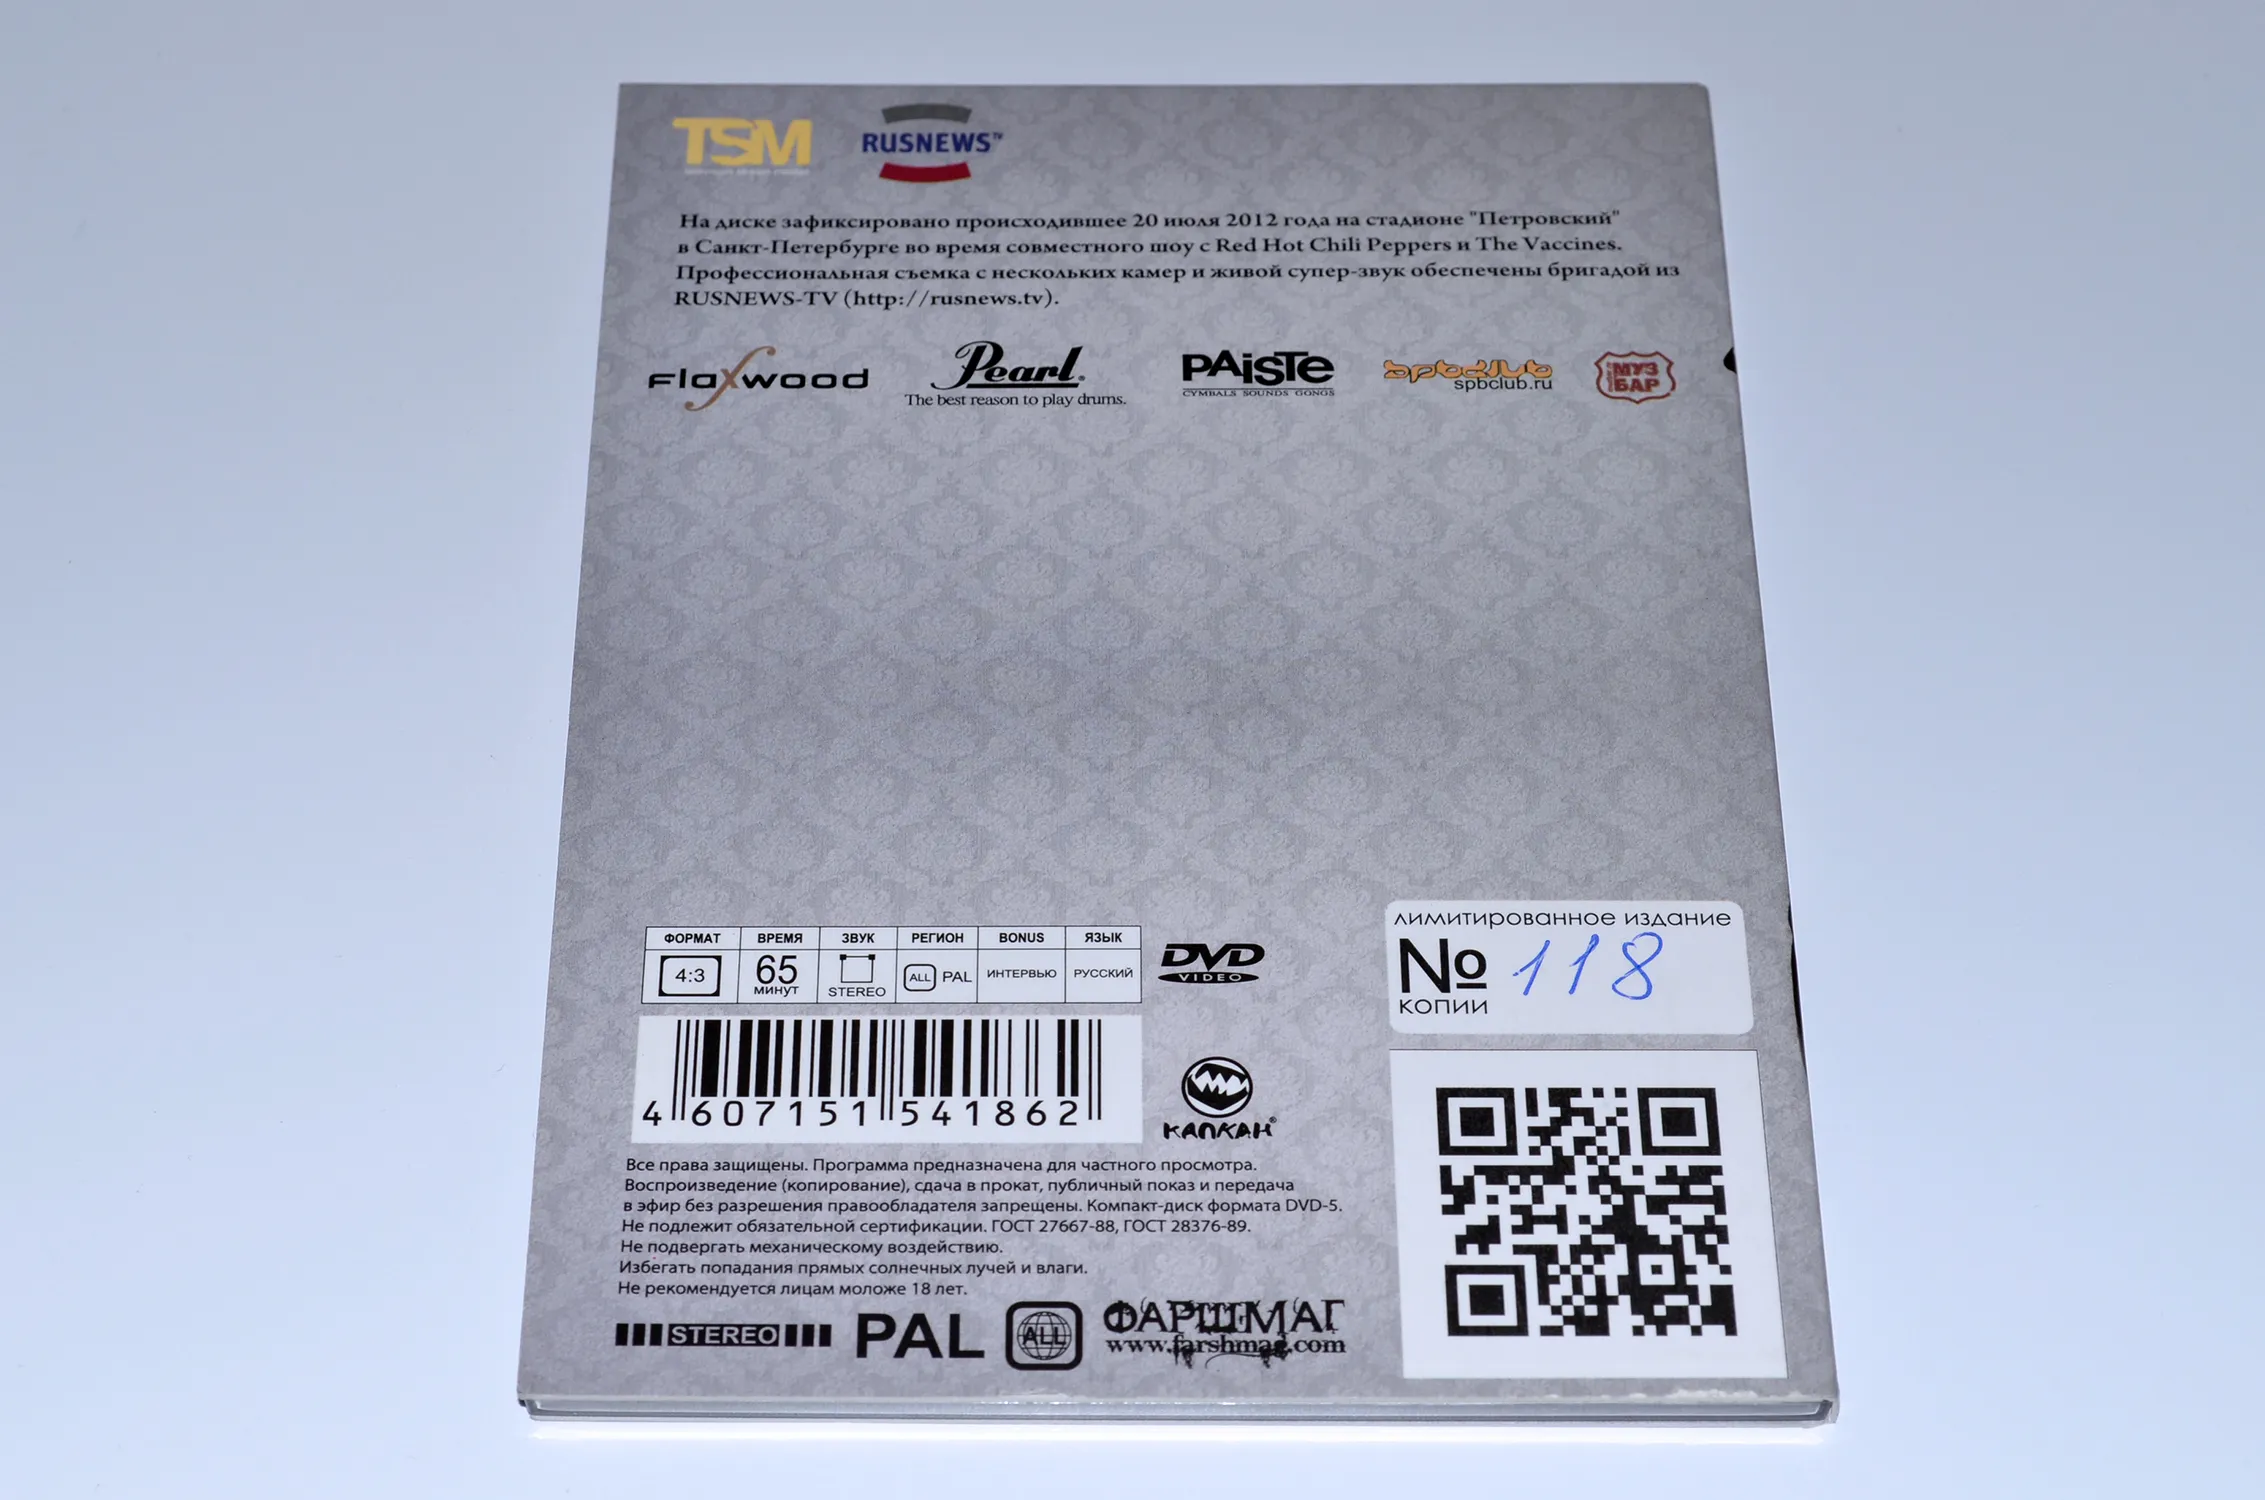 TSM
RUSNEWS TV
На диске зафиксировано происходившее 20 июля 2012 года на стадионе "Петровский"
в Санкт-Петербурге во время совместного шоу с Red Hot Chili Peppers и The Vaccines.
Профессиональная съемка с нескольких камер и живой супер-звук обеспечены бригадой из
RUSNEWS-TV (http://rusnews.tv).
Flaxwood
Pearl®
The best reason to play drums.
PAiSTe
CYMBALS SOUNDS GONGS
spbclub
spbclub.ru
МУЗ
БАР
ФОРМАТ ВРЕМЯ ЗВУК РЕГИОН BONUS ЯЗЫК
4:3 65 минут STEREO ALL PAL ИНТЕРВЬЮ РУССКИЙ
DVD
VIDEO
лимитированное издание
№ 118
копии
4 607151 541862
КАПКАН®
Все права защищены. Программа предназначена для частного просмотра.
Воспроизведение (копирование), сдача в прокат, публичный показ и передача
в эфир без разрешения правообладателя запрещены. Компакт-диск формата DVD-5.
Не подлежит обязательной сертификации. ГОСТ 27667-88, ГОСТ 28376-89.
Не подвергать механическому воздействию.
Избегать попадания прямых солнечных лучей и влаги.
Не рекомендуется лицам моложе 18 лет.
STEREO PAL ALL ФАРШМАГ
www.farshmag.com